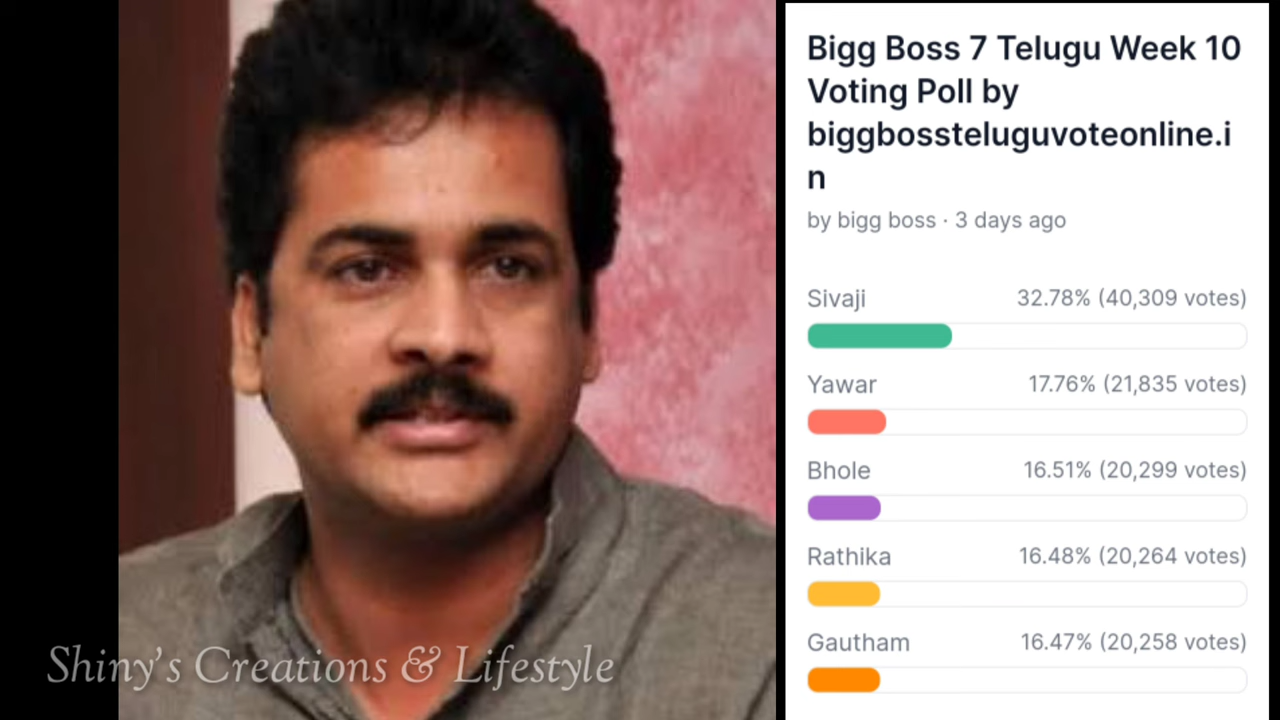 Bigg Boss 7 Telugu Week 10
Voting Poll by
biggbossteluguvoteonline.i
n
by bigg boss · 3 days ago
Sivaji 32.78% (40,309 votes)
Yawar 17.76% (21,835 votes)
Bhole 16.51% (20,299 votes)
Rathika 16.48% (20,264 votes)
Gautham 16.47% (20,258 votes)
Shiny's Creations & Lifestyle